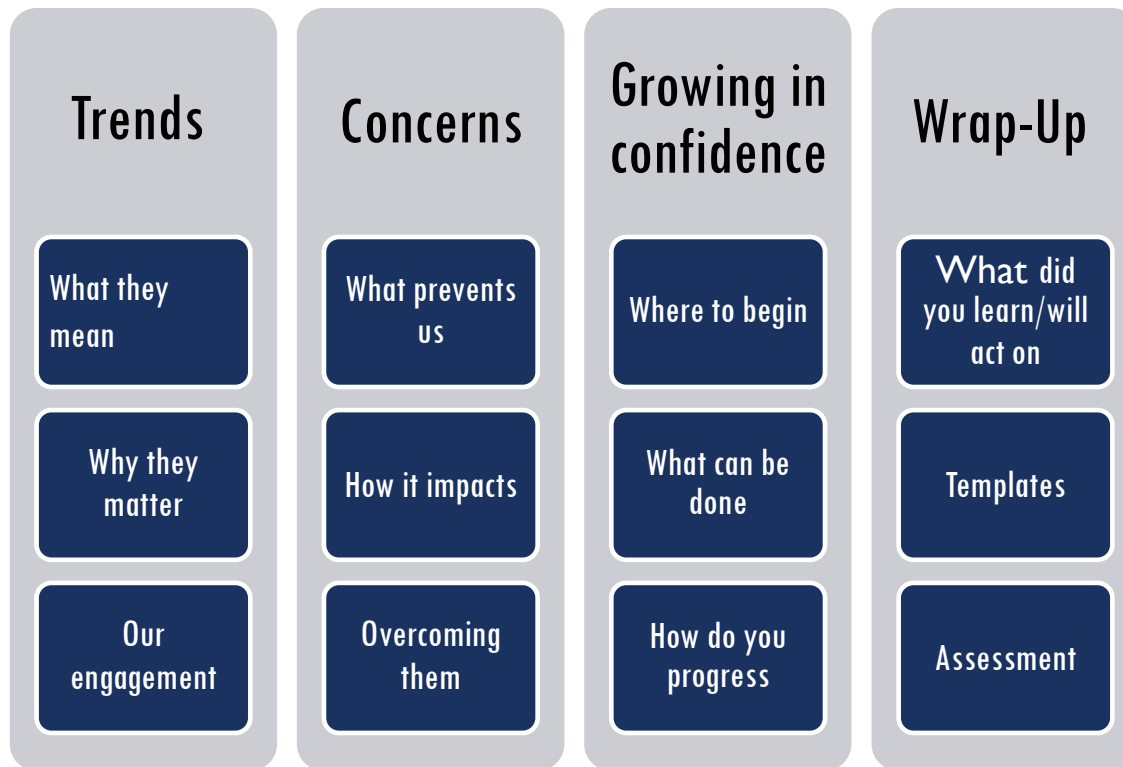 Trends
What they
mean
Why they
matter
Our
engagement
Concerns
What prevents
us
How it impacts
Overcoming
them
Growing in
confidence
Where to begin
What can be
done
How do you
progress
Wrap-Up
What did
you learn/will
act on
Templates
Assessment